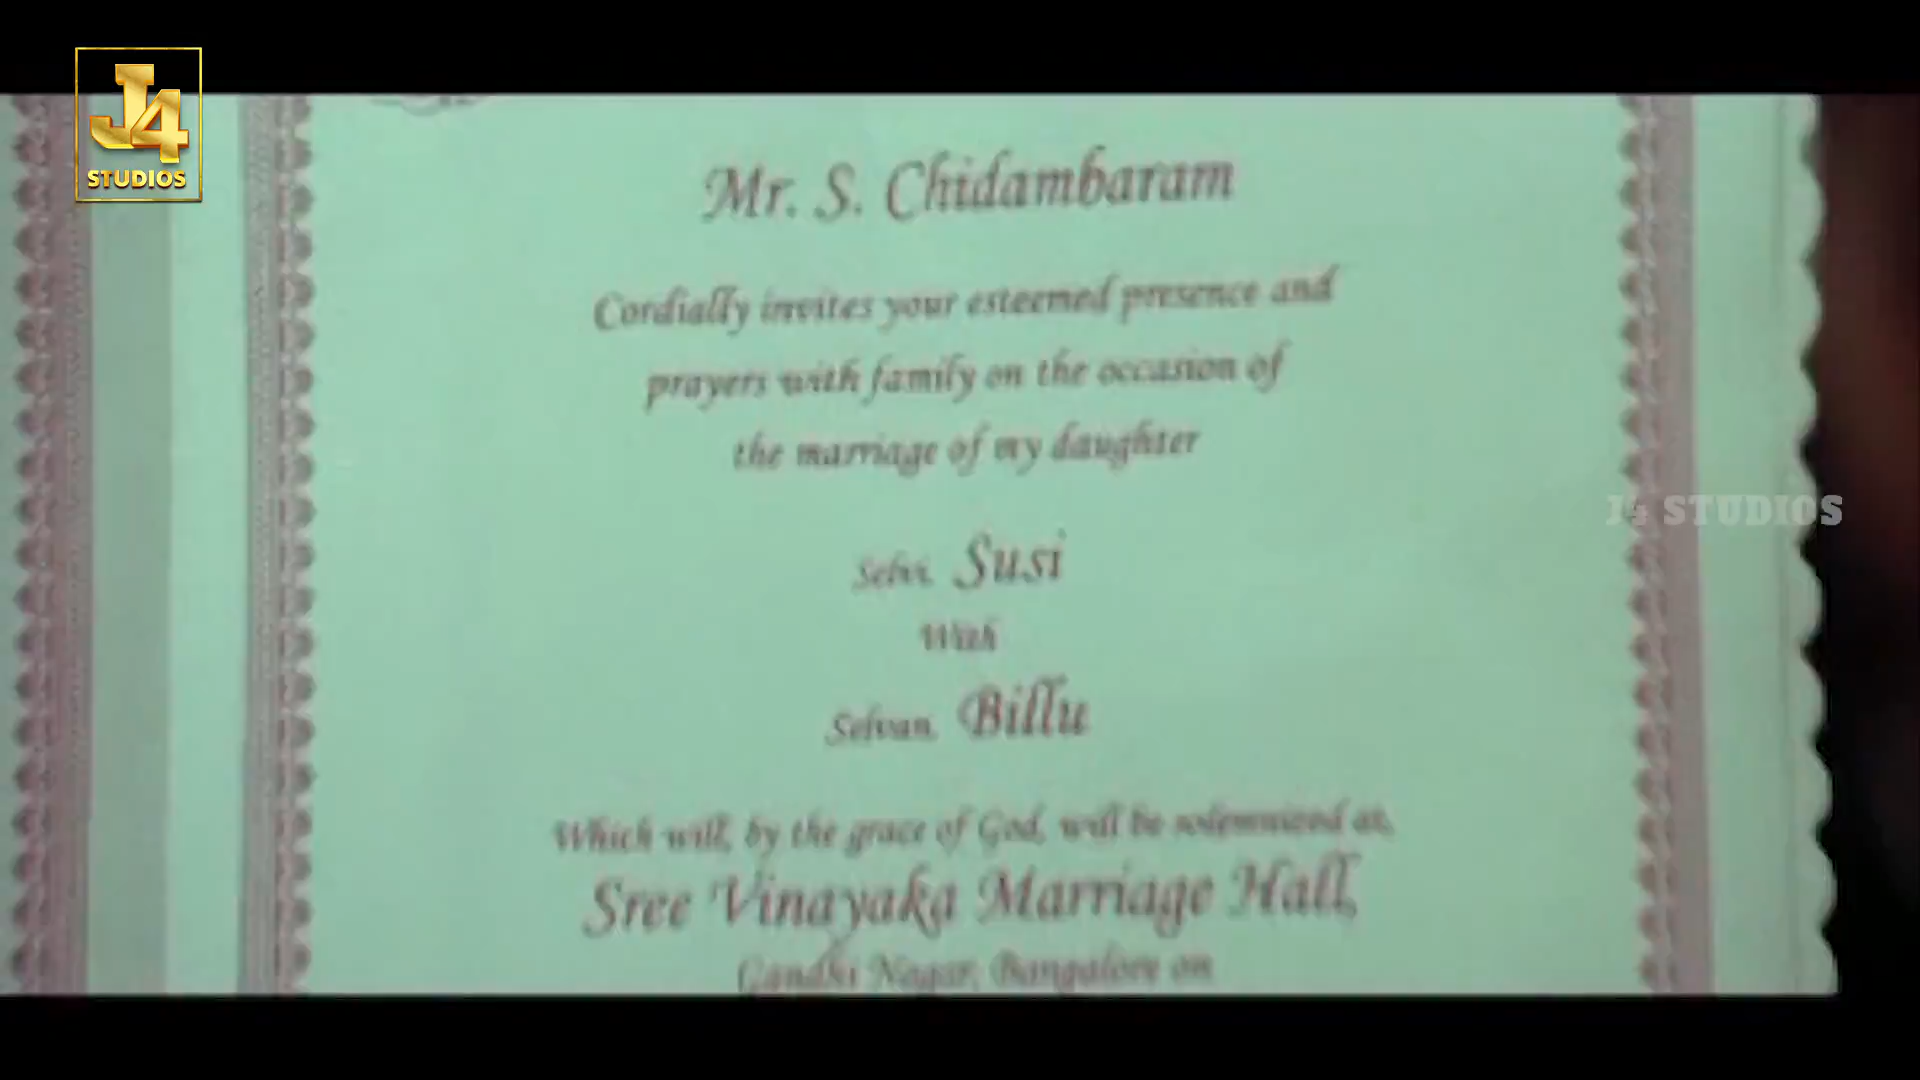 J4
STUDIOS
Mr. S. Chidambaram
Cordially invites your esteemed presence and
prayers with family on the occasion of
the marriage of my daughter
Selvi. Susi
With
Selvan. Billu
Which will, by the grace of God, will be solemnized at,
Sree Vinayaka Marriage Hall,
Gandhi Nagar, Bangalore on
J4 STUDIOS